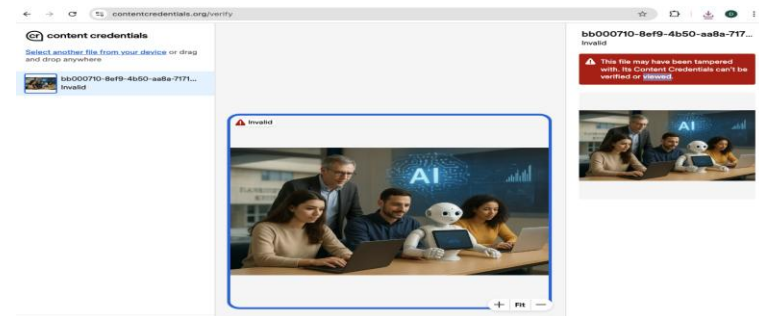 contentcredentials.org/verify
cr content credentials
Select another file from your device or drag
and drop anywhere
bb000710-8ef9-4b50-aa8a-7171...
Invalid
Invalid
AI
Fit
bb000710-8ef9-4b50-aa8a-717...
Invalid
This file may have been tampered
with. Its Content Credentials can't be
verified or viewed.
AI